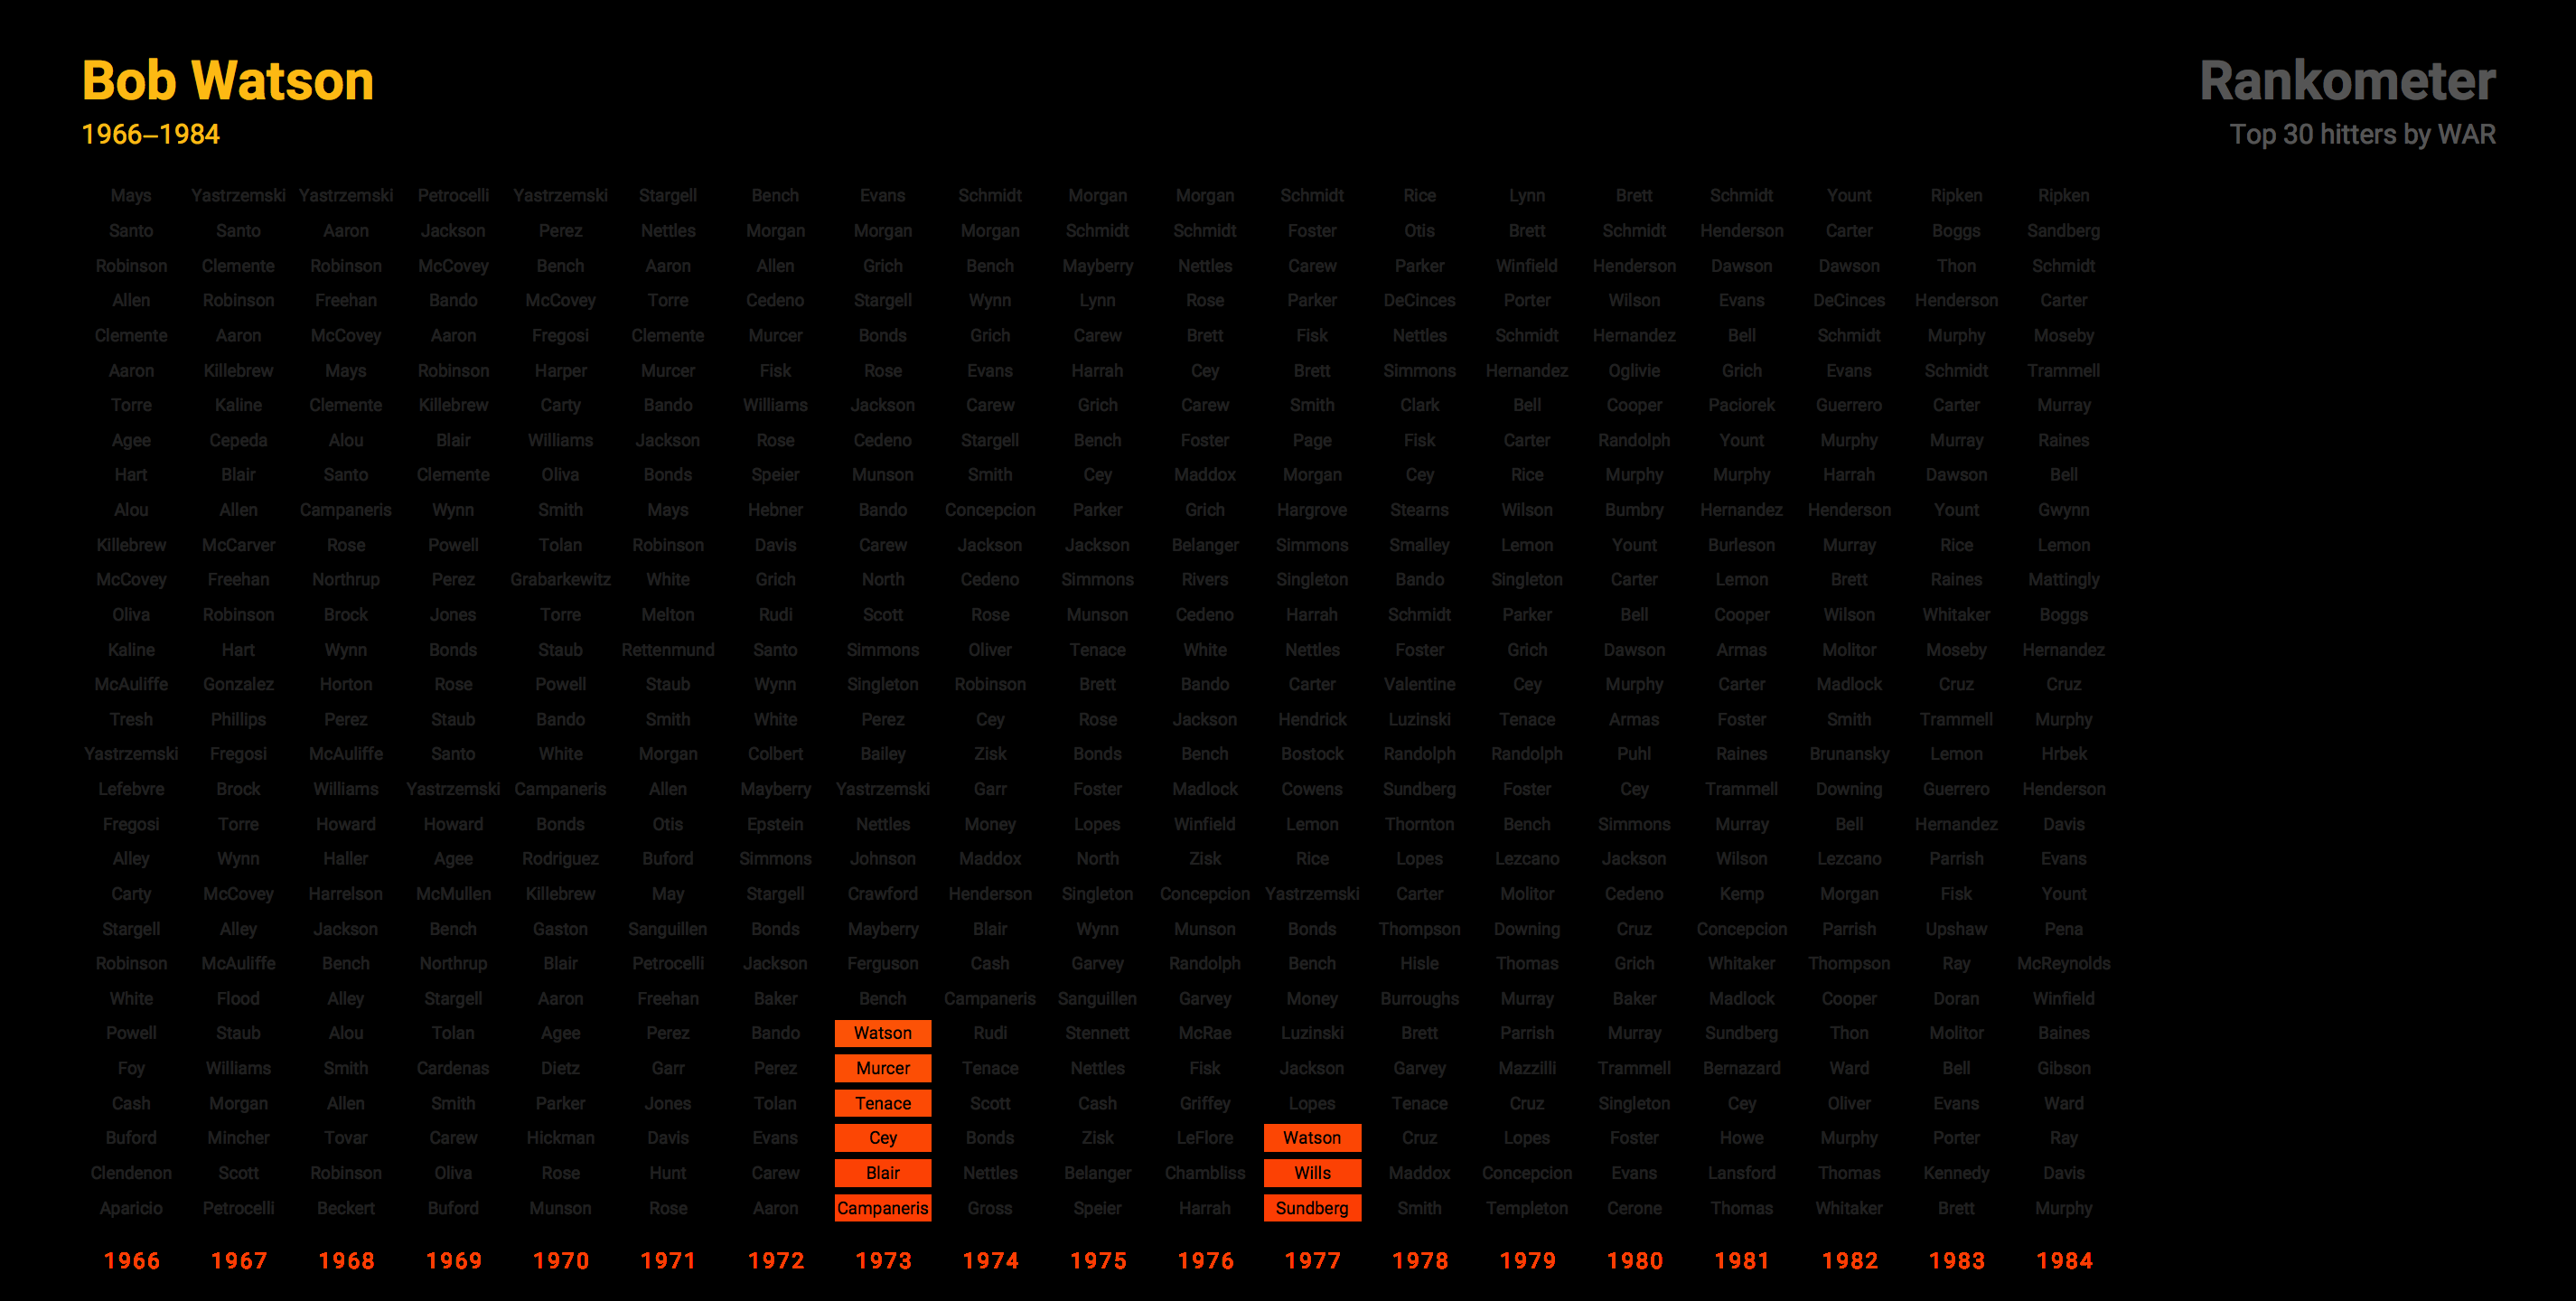 Bob Watson
1966–1984
Rankometer
Top 30 hitters by WAR
Mays Yastrzemski Yastrzemski Petrocelli Yastrzemski Stargell Bench Evans Schmidt Morgan Morgan Schmidt Rice Lynn Brett Schmidt Yount Ripken Ripken
Santo Santo Aaron Jackson Perez Nettles Morgan Morgan Morgan Schmidt Schmidt Foster Otis Brett Schmidt Henderson Carter Boggs Sandberg
Robinson Clemente Robinson McCovey Bench Aaron Allen Grich Bench Mayberry Nettles Carew Parker Winfield Henderson Dawson Dawson Thon Schmidt
Allen Robinson Freehan Bando McCovey Torre Cedeno Stargell Wynn Lynn Rose Parker DeCinces Porter Wilson Evans DeCinces Henderson Carter
Clemente Aaron McCovey Aaron Fregosi Clemente Murcer Bonds Grich Carew Brett Fisk Nettles Schmidt Hernandez Bell Schmidt Murphy Moseby
Aaron Killebrew Mays Robinson Harper Murcer Fisk Rose Evans Harrah Cey Brett Simmons Hernandez Oglivie Grich Evans Schmidt Trammell
Torre Kaline Clemente Killebrew Carty Bando Williams Jackson Carew Grich Carew Smith Clark Bell Cooper Paciorek Guerrero Carter Murray
Agee Cepeda Alou Blair Williams Jackson Rose Cedeno Stargell Bench Foster Page Fisk Carter Randolph Yount Murphy Murray Raines
Hart Blair Santo Clemente Oliva Bonds Speier Munson Smith Cey Maddox Morgan Cey Rice Murphy Murphy Harrah Dawson Bell
Alou Allen Campaneris Wynn Smith Mays Hebner Bando Concepcion Parker Grich Hargrove Stearns Wilson Bumbry Hernandez Henderson Yount Gwynn
Killebrew McCarver Rose Powell Tolan Robinson Davis Carew Jackson Jackson Belanger Simmons Smalley Lemon Yount Burleson Murray Rice Lemon
McCovey Freehan Northrup Perez Grabarkewitz White Grich North Cedeno Simmons Rivers Singleton Bando Singleton Carter Lemon Brett Raines Mattingly
Oliva Robinson Brock Jones Torre Melton Rudi Scott Rose Munson Cedeno Harrah Schmidt Parker Bell Cooper Wilson Whitaker Boggs
Kaline Hart Wynn Bonds Staub Rettenmund Santo Simmons Oliver Tenace White Nettles Foster Grich Dawson Armas Molitor Moseby Hernandez
McAuliffe Gonzalez Horton Rose Powell Staub Wynn Singleton Robinson Brett Bando Carter Valentine Cey Murphy Carter Madlock Cruz Cruz
Tresh Phillips Perez Staub Bando Smith White Perez Cey Rose Jackson Hendrick Luzinski Tenace Armas Foster Smith Trammell Murphy
Yastrzemski Fregosi McAuliffe Santo White Morgan Colbert Bailey Zisk Bonds Bench Bostock Randolph Randolph Puhl Raines Brunansky Lemon Hrbek
Lefebvre Brock Williams Yastrzemski Campaneris Allen Mayberry Yastrzemski Garr Foster Madlock Cowens Sundberg Foster Cey Trammell Downing Guerrero Henderson
Fregosi Torre Howard Howard Bonds Otis Epstein Nettles Money Lopes Winfield Lemon Thornton Bench Simmons Murray Bell Hernandez Davis
Alley Wynn Haller Agee Rodriguez Buford Simmons Johnson Maddox North Zisk Rice Lopes Lezcano Jackson Wilson Lezcano Parrish Evans
Carty McCovey Harrelson McMullen Killebrew May Stargell Crawford Henderson Singleton Concepcion Yastrzemski Carter Molitor Cedeno Kemp Morgan Fisk Yount
Stargell Alley Jackson Bench Gaston Sanguillen Bonds Mayberry Blair Wynn Munson Bonds Thompson Downing Cruz Concepcion Parrish Upshaw Pena
Robinson McAuliffe Bench Northrup Blair Petrocelli Jackson Ferguson Cash Garvey Randolph Bench Hisle Thomas Grich Whitaker Thompson Ray McReynolds
White Flood Alley Stargell Aaron Freehan Baker Bench Campaneris Sanguillen Garvey Money Burroughs Murray Baker Madlock Cooper Doran Winfield
Powell Staub Alou Tolan Agee Perez Bando Watson Rudi Stennett McRae Luzinski Brett Parrish Murray Sundberg Thon Molitor Baines
Foy Williams Smith Cardenas Dietz Garr Perez Murcer Tenace Nettles Fisk Jackson Garvey Mazzilli Trammell Bernazard Ward Bell Gibson
Cash Morgan Allen Smith Parker Jones Tolan Tenace Scott Cash Griffey Lopes Tenace Cruz Singleton Cey Oliver Evans Ward
Buford Mincher Tovar Carew Hickman Davis Evans Cey Bonds Zisk LeFlore Watson Cruz Lopes Foster Howe Murphy Porter Ray
Clendenon Scott Robinson Oliva Rose Hunt Carew Blair Nettles Belanger Chambliss Wills Maddox Concepcion Evans Lansford Thomas Kennedy Davis
Aparicio Petrocelli Beckert Buford Munson Rose Aaron Campaneris Gross Speier Harrah Sundberg Smith Templeton Cerone Thomas Whitaker Brett Murphy
1966 1967 1968 1969 1970 1971 1972 1973 1974 1975 1976 1977 1978 1979 1980 1981 1982 1983 1984